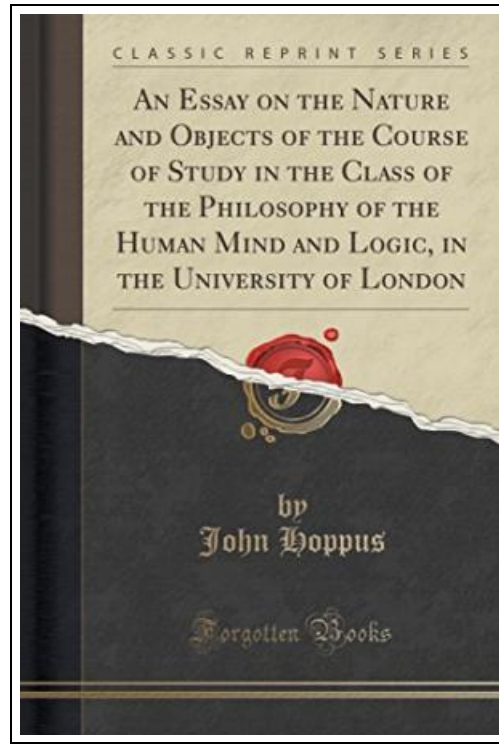 CLASSIC REPRINT SERIES
AN ESSAY ON THE NATURE
AND OBJECTS OF THE COURSE
OF STUDY IN THE CLASS OF
THE PHILOSOPHY OF THE
HUMAN MIND AND LOGIC, IN
THE UNIVERSITY OF LONDON
by
John Hoppus
Forgotten Books